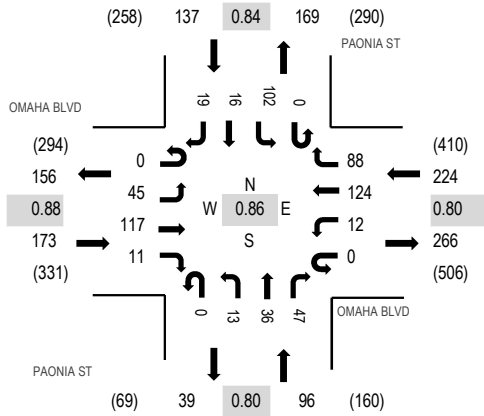 (258) 137 0.84 169 (290)
PAONIA ST
OMAHA BLVD
19 16 102 0
(294) (410)
0 88
156 224
45 N 124
0.88 W 0.86 E 0.80
117 12
173 S 266
11 0
(331) (506)
0 13 36 47
OMAHA BLVD
PAONIA ST
(69) 39 0.80 96 (160)